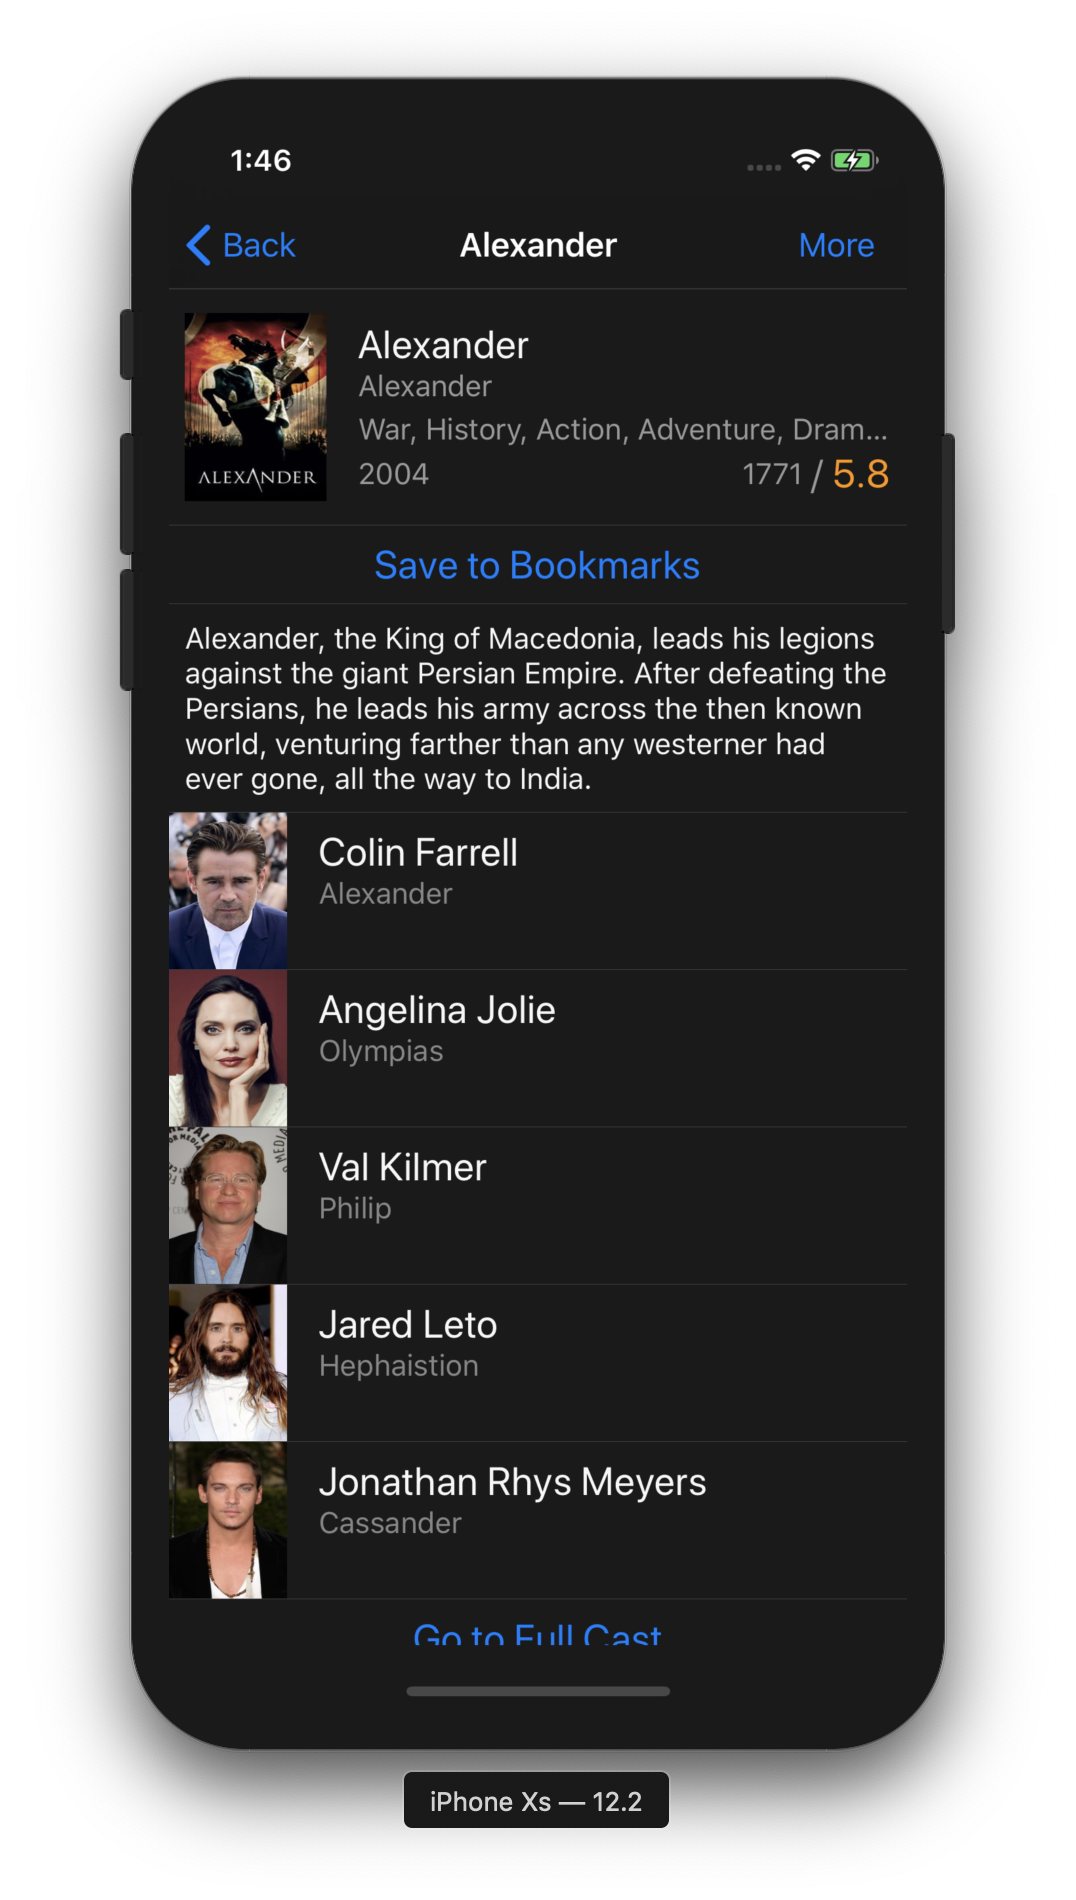 1:46
Back
Alexander
More
ALEXANDER
Alexander
Alexander
War, History, Action, Adventure, Dram...
2004
1771 / 5.8
Save to Bookmarks
Alexander, the King of Macedonia, leads his legions
against the giant Persian Empire. After defeating the
Persians, he leads his army across the then known
world, venturing farther than any westerner had
ever gone, all the way to India.
Colin Farrell
Alexander
Angelina Jolie
Olympias
Val Kilmer
Philip
Jared Leto
Hephaistion
Jonathan Rhys Meyers
Cassander
Go to Full Cast
iPhone Xs — 12.2